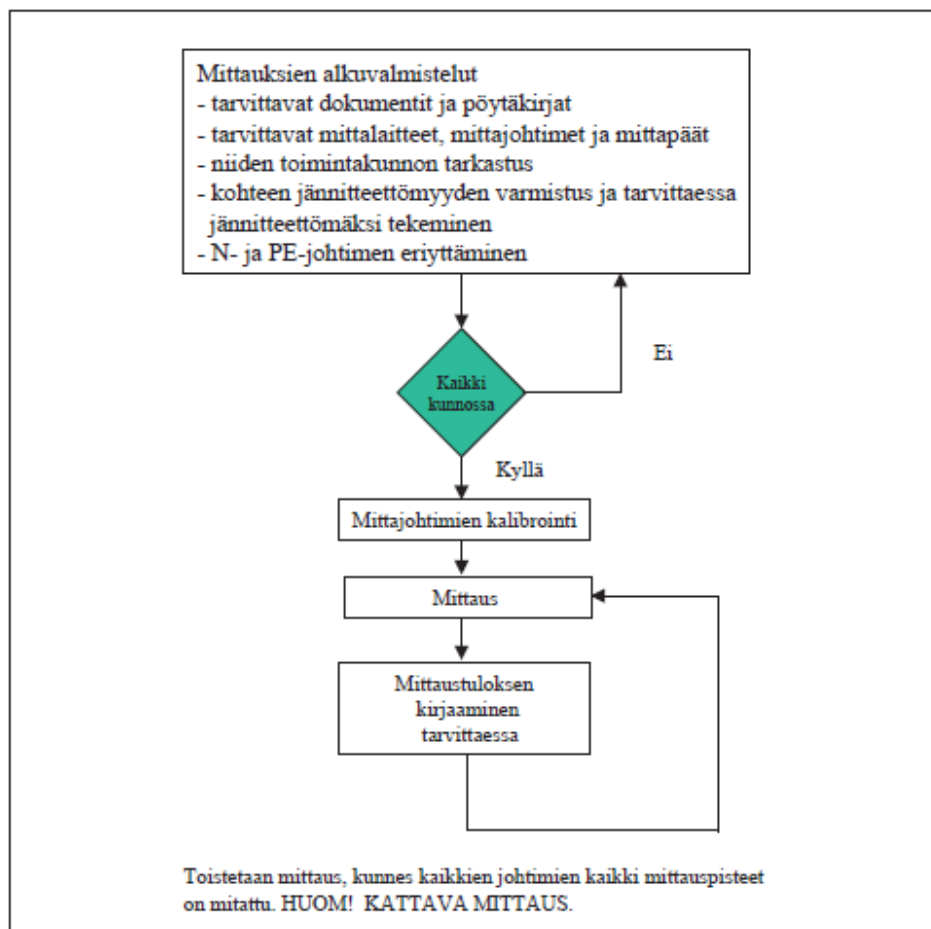 Mittauksien alkuvalmistelut
- tarvittavat dokumentit ja pöytäkirjat
- tarvittavat mittalaitteet, mittajohtimet ja mittapäät
- niiden toimintakunnon tarkastus
- kohteen jännitteettömyyden varmistus ja tarvittaessa
jännitteettömäksi tekeminen
- N- ja PE-johtimen eriyttäminen
Ei
Kaikki
kunnossa
Kyllä
Mittajohtimien kalibrointi
Mittaus
Mittaustuloksen
kirjaaminen
tarvittaessa
Toistetaan mittaus, kunnes kaikkien johtimien kaikki mittauspisteet
on mitattu. HUOM! KATTAVA MITTAUS.